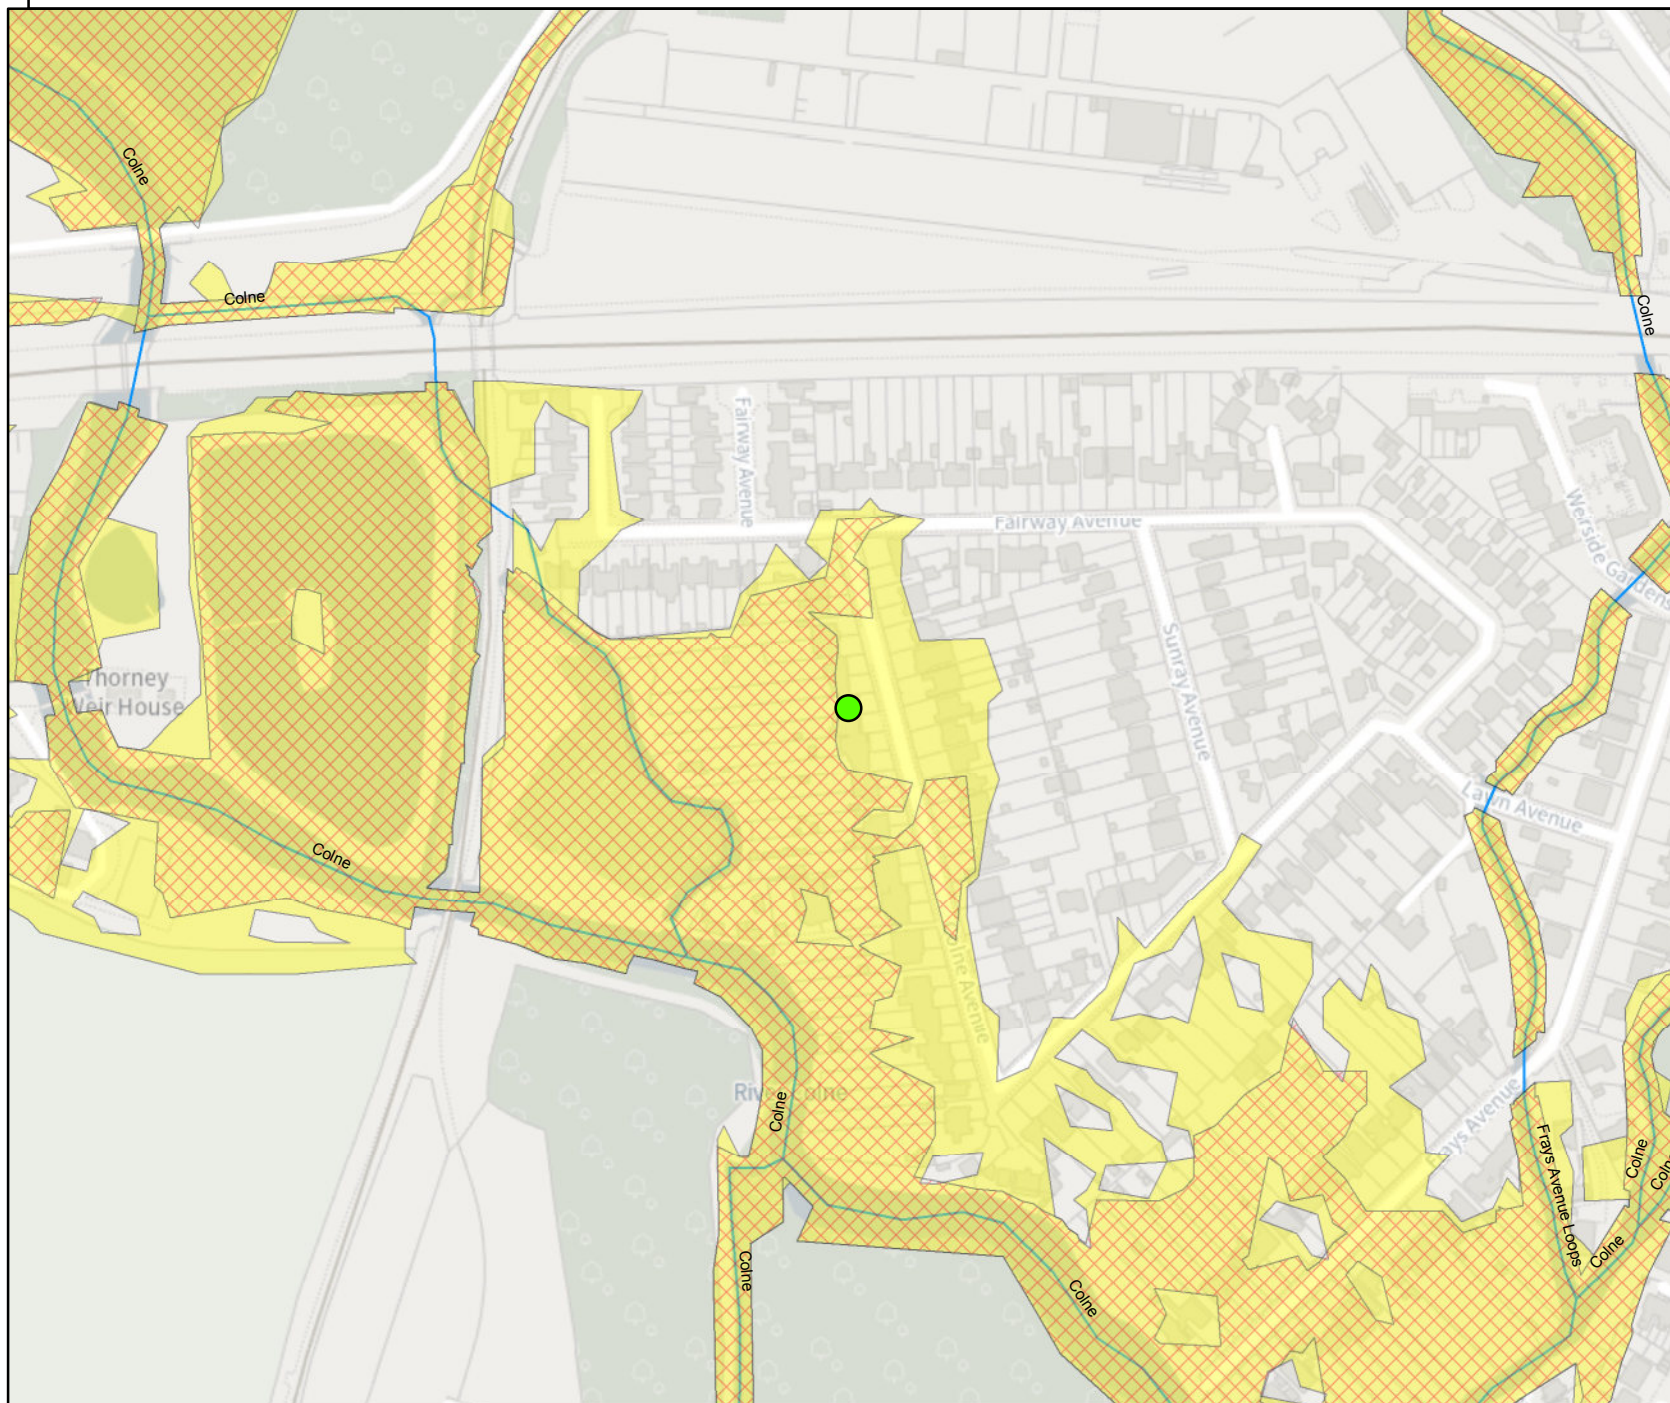 Colne
Colne
Colne
Fairway Avenue
Fairway Avenue
Weirside Gardens
Thorney
Weir House
Sunray Avenue
Lawn Avenue
Colne
Colne Avenue
River Colne
Colne
Frays Avenue
Frays Avenue Loops
Colne
Colne
Colne
Colne
Colne